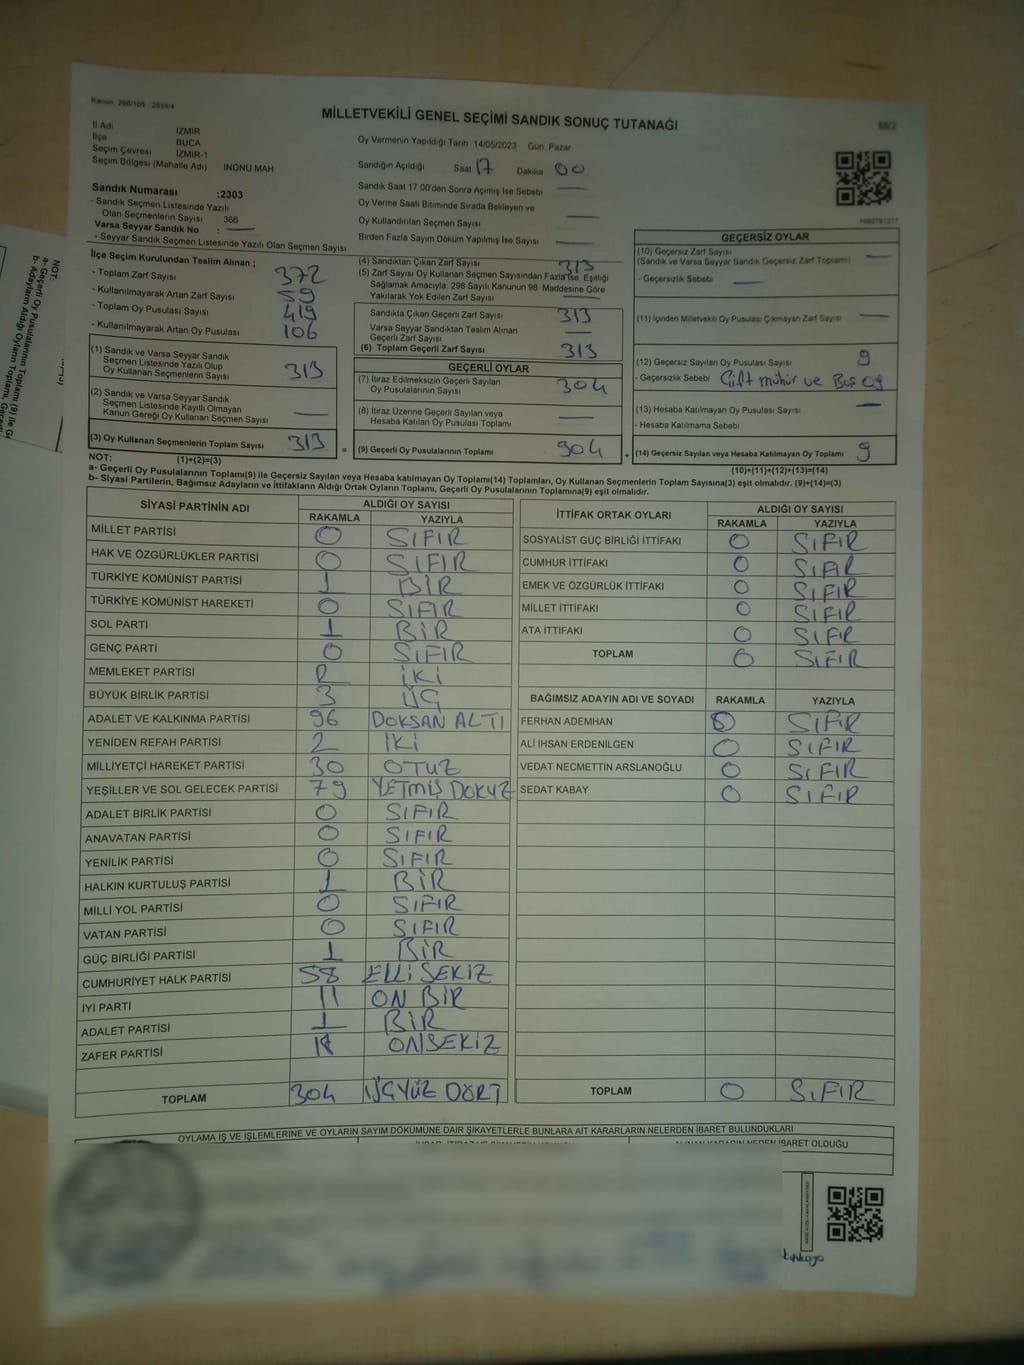 Kanun: 298/105 : 2839/4
MİLLETVEKİLİ GENEL SEÇİMİ SANDIK SONUÇ TUTANAĞI
İl Adı IZMIR
İlçe BUCA
Seçim Çevresi IZMIR-1
Seçim Bölgesi (Mahalle Adı) INONU MAH
Oy Vermenin Yapıldığı Tarih 14/05/2023 Gün Pazar
Sandığın Açıldığı Saat 17 Dakika 00
Sandık Saat 17 00'den Sonra Açımış İse Sebebi
Oy Verme Saati Bitiminde Sırada Bekleyen ve
Oy Kullandırılan Seçmen Sayısı
Birden Fazla Sayım Döküm Yapılmış İse Sayısı
Sandık Numarası :2303
- Sandık Seçmen Listesinde Yazılı
Olan Seçmenlerin Sayısı 366
Varsa Seyyar Sandık No :
- Seyyar Sandık Seçmen Listesinde Yazılı Olan Seçmen Sayısı
İlçe Seçim Kurulundan Teslim Alınan ;
- Toplam Zarf Sayısı 372
- Kullanılmayarak Artan Zarf Sayısı 59
- Toplam Oy Pusulası Sayısı 419
- Kullanılmayarak Artan Oy Pusulası 106
(1) Sandık ve Varsa Seyyar Sandık
Seçmen Listesinde Yazılı Olup
Oy Kullanan Seçmenlerin Sayısı 313
(2) Sandık ve Varsa Seyyar Sandık
Seçmen Listesinde Kayıtlı Olmayan
Kanun Gereği Oy Kullanan Seçmen Sayısı
(3) Oy Kullanan Seçmenlerin Toplam Sayısı 313
(4) Sandıktan Çıkan Zarf Sayısı 313
(5) Zarf Sayısı Oy Kullanan Seçmen Sayısından Fazla İse, Eşitliği
Sağlamak Amacıyla, 298 Sayılı Kanunun 98 Maddesine Göre
Yakılarak Yok Edilen Zarf Sayısı
Sandıkta Çıkan Geçerli Zarf Sayısı 313
Varsa Seyyar Sandıktan Teslim Alınan
Geçerli Zarf Sayısı
(6) Toplam Geçerli Zarf Sayısı 313
GEÇERLİ OYLAR
(7) İtiraz Edilmeksizin Geçerli Sayılan
Oy Pusulalarının Sayısı 304
(8) İtiraz Üzerine Geçerli Sayılan veya
Hesaba Katılan Oy Pusulası Toplamı
= (9) Geçerli Oy Pusulalarının Toplamı 304
GEÇERSİZ OYLAR
(10) Geçersiz Zarf Sayısı
(Sandık ve Varsa Seyyar Sandık Geçersiz Zarf Toplamı)
- Geçersizlik Sebebi
(11) İçinden Milletvekili Oy Pusulası Çıkmayan Zarf Sayısı
(12) Geçersiz Sayılan Oy Pusulası Sayısı 9
- Geçersizlik Sebebi Çift mühür ve Boş oy
(13) Hesaba Katılmayan Oy Pusulası Sayısı
- Hesaba Katılmama Sebebi
+ (14) Geçersiz Sayılan veya Hesaba Katılmayan Oy Toplamı 9
NOT: (1)+(2)=(3) (10)+(11)+(12)+(13)=(14)
a- Geçerli Oy Pusulalarının Toplamı(9) ile Geçersiz Sayılan veya Hesaba katılmayan Oy Toplamı(14) Toplamları, Oy Kullanan Seçmenlerin Toplam Sayısına(3) eşit olmalıdır. (9)+(14)=(3)
b- Siyasi Partilerin, Bağımsız Adayların ve İttifakların Aldığı Ortak Oyların Toplamı, Geçerli Oy Pusulalarının Toplamına(9) eşit olmalıdır.
SİYASİ PARTİNİN ADI ALDIĞI OY SAYISI
RAKAMLA YAZIYLA
MİLLET PARTİSİ 0 SIFIR
HAK VE ÖZGÜRLÜKLER PARTİSİ 0 SIFIR
TÜRKİYE KOMÜNİST PARTİSİ 1 BİR
TÜRKİYE KOMÜNİST HAREKETİ 0 SIFIR
SOL PARTİ 1 BİR
GENÇ PARTİ 0 SIFIR
MEMLEKET PARTİSİ 2 İKİ
BÜYÜK BİRLİK PARTİSİ 3 ÜÇ
ADALET VE KALKINMA PARTİSİ 96 DOKSAN ALTI
YENİDEN REFAH PARTİSİ 2 İKİ
MİLLİYETÇİ HAREKET PARTİSİ 30 OTUZ
YEŞİLLER VE SOL GELECEK PARTİSİ 79 YETMİŞ DOKUZ
ADALET BİRLİK PARTİSİ 0 SIFIR
ANAVATAN PARTİSİ 0 SIFIR
YENİLİK PARTİSİ 0 SIFIR
HALKIN KURTULUŞ PARTİSİ 1 BİR
MİLLİ YOL PARTİSİ 0 SIFIR
VATAN PARTİSİ 0 SIFIR
GÜÇ BİRLİĞİ PARTİSİ 1 BİR
CUMHURİYET HALK PARTİSİ 58 ELLİ SEKİZ
İYİ PARTİ 11 ON BİR
ADALET PARTİSİ 1 BİR
ZAFER PARTİSİ 18 ONSEKİZ
TOPLAM 304 ÜÇYÜZ DÖRT
İTTİFAK ORTAK OYLARI ALDIĞI OY SAYISI
RAKAMLA YAZIYLA
SOSYALİST GÜÇ BİRLİĞİ İTTİFAKI 0 SIFIR
CUMHUR İTTİFAKI 0 SIFIR
EMEK VE ÖZGÜRLÜK İTTİFAKI 0 SIFIR
MİLLET İTTİFAKI 0 SIFIR
ATA İTTİFAKI 0 SIFIR
TOPLAM 0 SIFIR
BAĞIMSIZ ADAYIN ADI VE SOYADI RAKAMLA YAZIYLA
FERHAN ADEMHAN 0 SIFIR
ALİ İHSAN ERDENİLGEN 0 SIFIR
VEDAT NECMETTİN ARSLANOĞLU 0 SIFIR
SEDAT KABAY 0 SIFIR
TOPLAM 0 SIFIR
OYLAMA İŞ VE İŞLEMLERİNE VE OYLARIN SAYIM DÖKÜMÜNE DAİR ŞİKAYETLERLE BUNLARA AİT KARARLARIN NELERDEN İBARET BULUNDUKLARI
ALINAN KARARIN NEDEN İBARET OLDUĞU
NOT:
a- Geçerli Oy Pusulalarının Toplamı (9) ile
b- Adayların Aldığı Oyların Toplamı, Geçerli